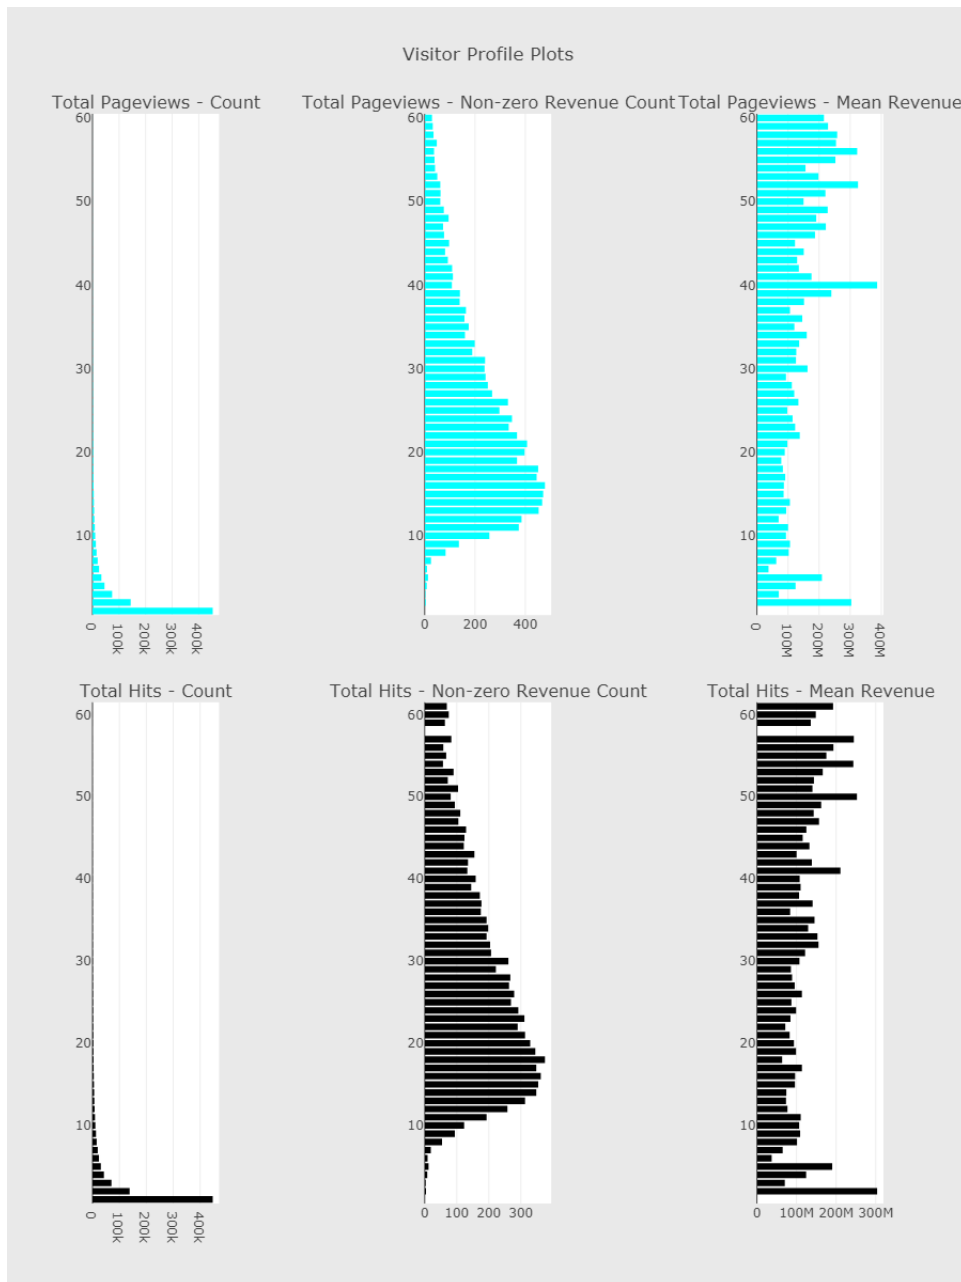 Visitor Profile Plots
Total Pageviews - Count
Total Pageviews - Non-zero Revenue Count
Total Pageviews - Mean Revenue
60
50
40
30
20
10
0
100k
200k
300k
400k
60
50
40
30
20
10
0
200
400
60
50
40
30
20
10
0
100M
200M
300M
400M
Total Hits - Count
Total Hits - Non-zero Revenue Count
Total Hits - Mean Revenue
60
50
40
30
20
10
0
100k
200k
300k
400k
60
50
40
30
20
10
0
100
200
300
60
50
40
30
20
10
0
100M
200M
300M